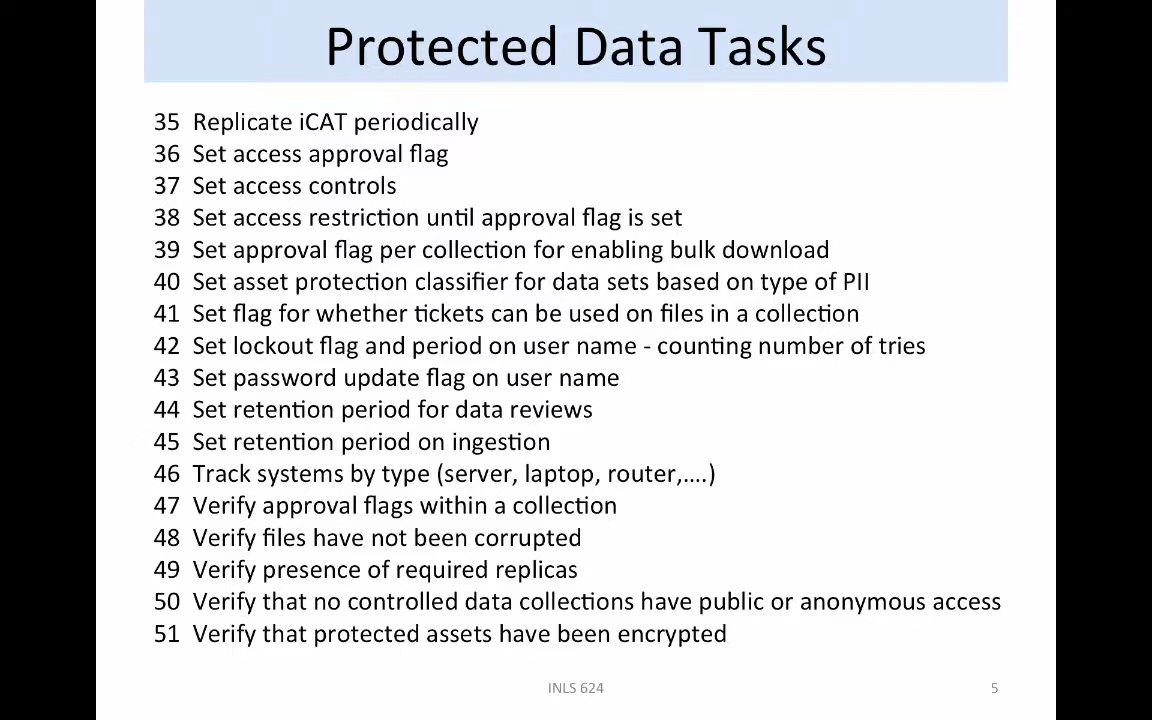 Protected Data Tasks
35 Replicate iCAT periodically
36 Set access approval flag
37 Set access controls
38 Set access restriction until approval flag is set
39 Set approval flag per collection for enabling bulk download
40 Set asset protection classifier for data sets based on type of PII
41 Set flag for whether tickets can be used on files in a collection
42 Set lockout flag and period on user name - counting number of tries
43 Set password update flag on user name
44 Set retention period for data reviews
45 Set retention period on ingestion
46 Track systems by type (server, laptop, router,....)
47 Verify approval flags within a collection
48 Verify files have not been corrupted
49 Verify presence of required replicas
50 Verify that no controlled data collections have public or anonymous access
51 Verify that protected assets have been encrypted
INLS 624
5